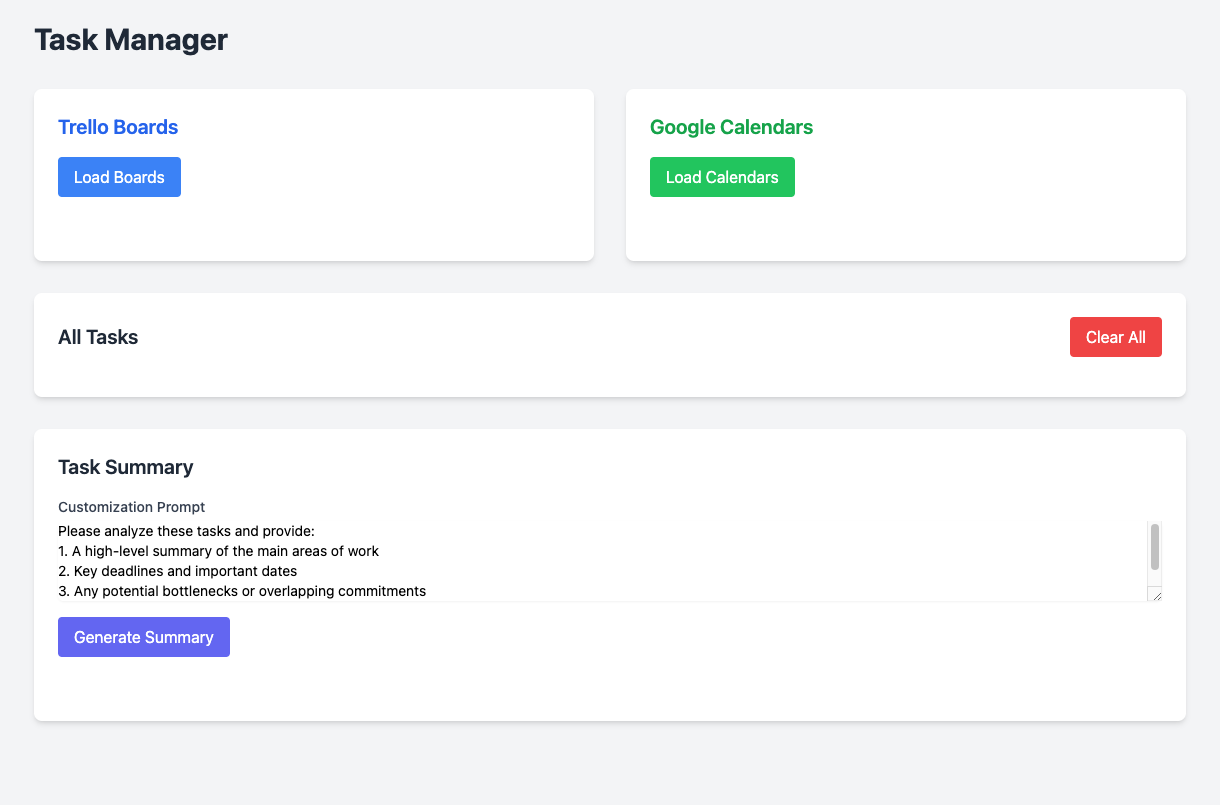 Task Manager
Trello Boards
Load Boards
Google Calendars
Load Calendars
All Tasks
Clear All
Task Summary
Customization Prompt
Please analyze these tasks and provide:
1. A high-level summary of the main areas of work
2. Key deadlines and important dates
3. Any potential bottlenecks or overlapping commitments
Generate Summary